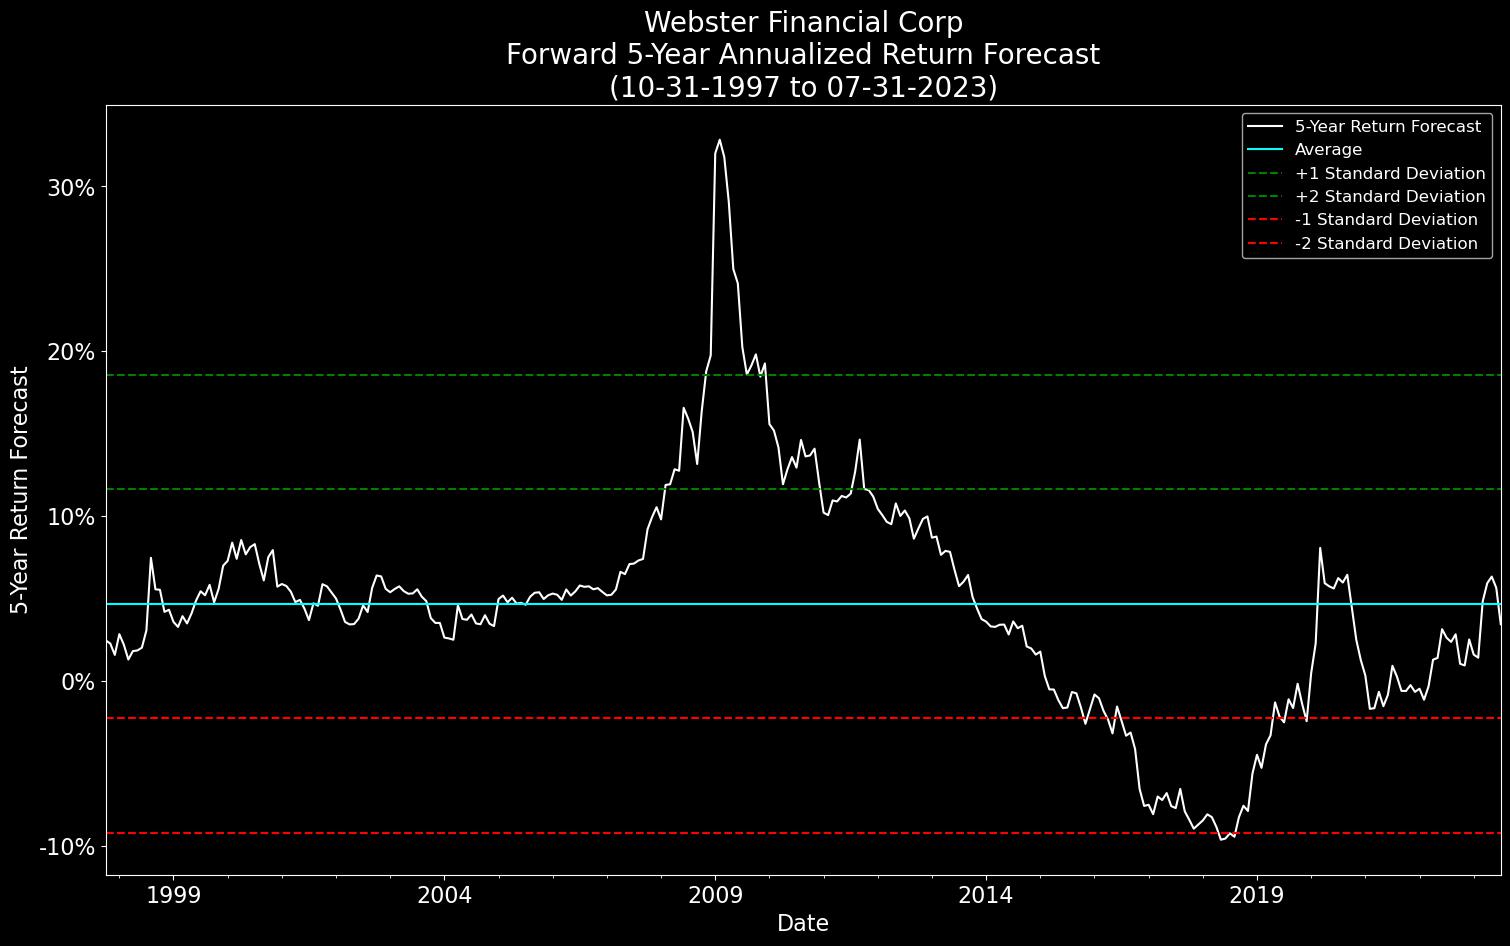 Webster Financial Corp
Forward 5-Year Annualized Return Forecast
(10-31-1997 to 07-31-2023)
5-Year Return Forecast
Average
+1 Standard Deviation
+2 Standard Deviation
-1 Standard Deviation
-2 Standard Deviation
5-Year Return Forecast
30%
20%
10%
0%
-10%
1999 2004 2009 2014 2019
Date